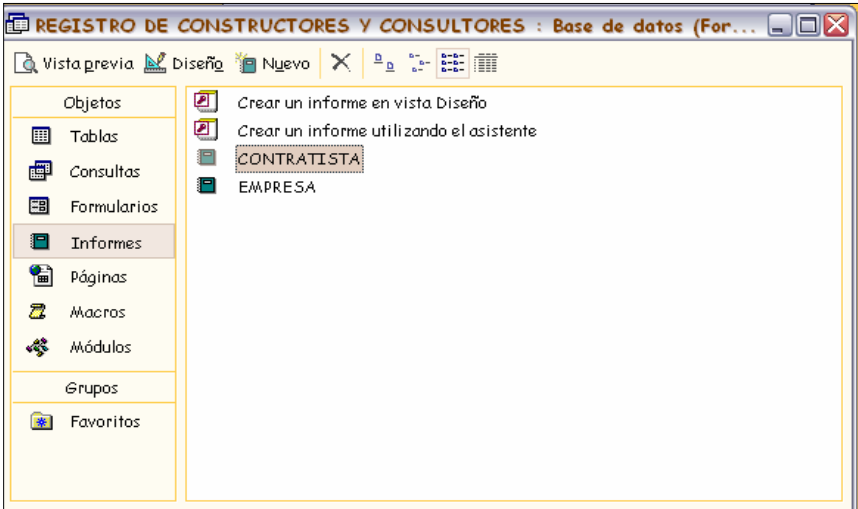 REGISTRO DE CONSTRUCTORES Y CONSULTORES : Base de datos (For...
Vista previa Diseño Nuevo
Objetos
Tablas
Consultas
Formularios
Informes
Páginas
Macros
Módulos
Grupos
Favoritos
Crear un informe en vista Diseño
Crear un informe utilizando el asistente
CONTRATISTA
EMPRESA